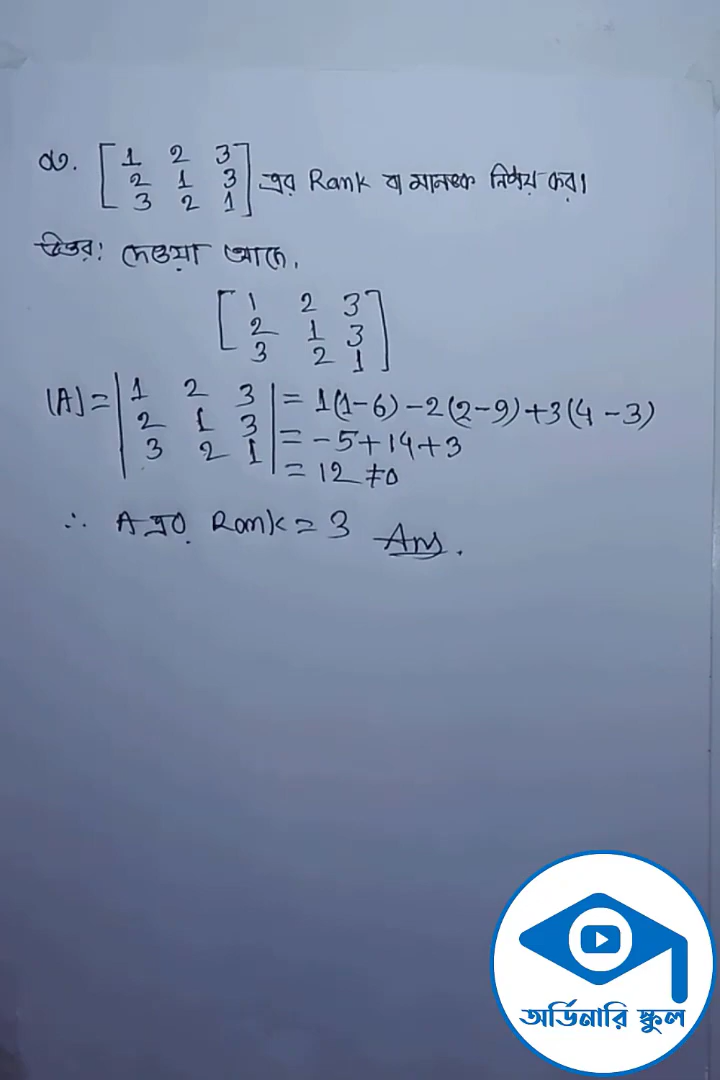 ৩. [1 2 3
2 1 3
3 2 1] এর Rank বা মানাঙ্ক নির্ণয় কর।
উত্তর: দেওয়া আছে,
[1 2 3
2 1 3
3 2 1]
|A| = |1 2 3
2 1 3
3 2 1| = 1(1-6)-2(2-9)+3(4-3)
= -5+14+3
= 12 ≠0
∴ A এর Rank = 3 Ans.
অর্ডিনারি স্কুল